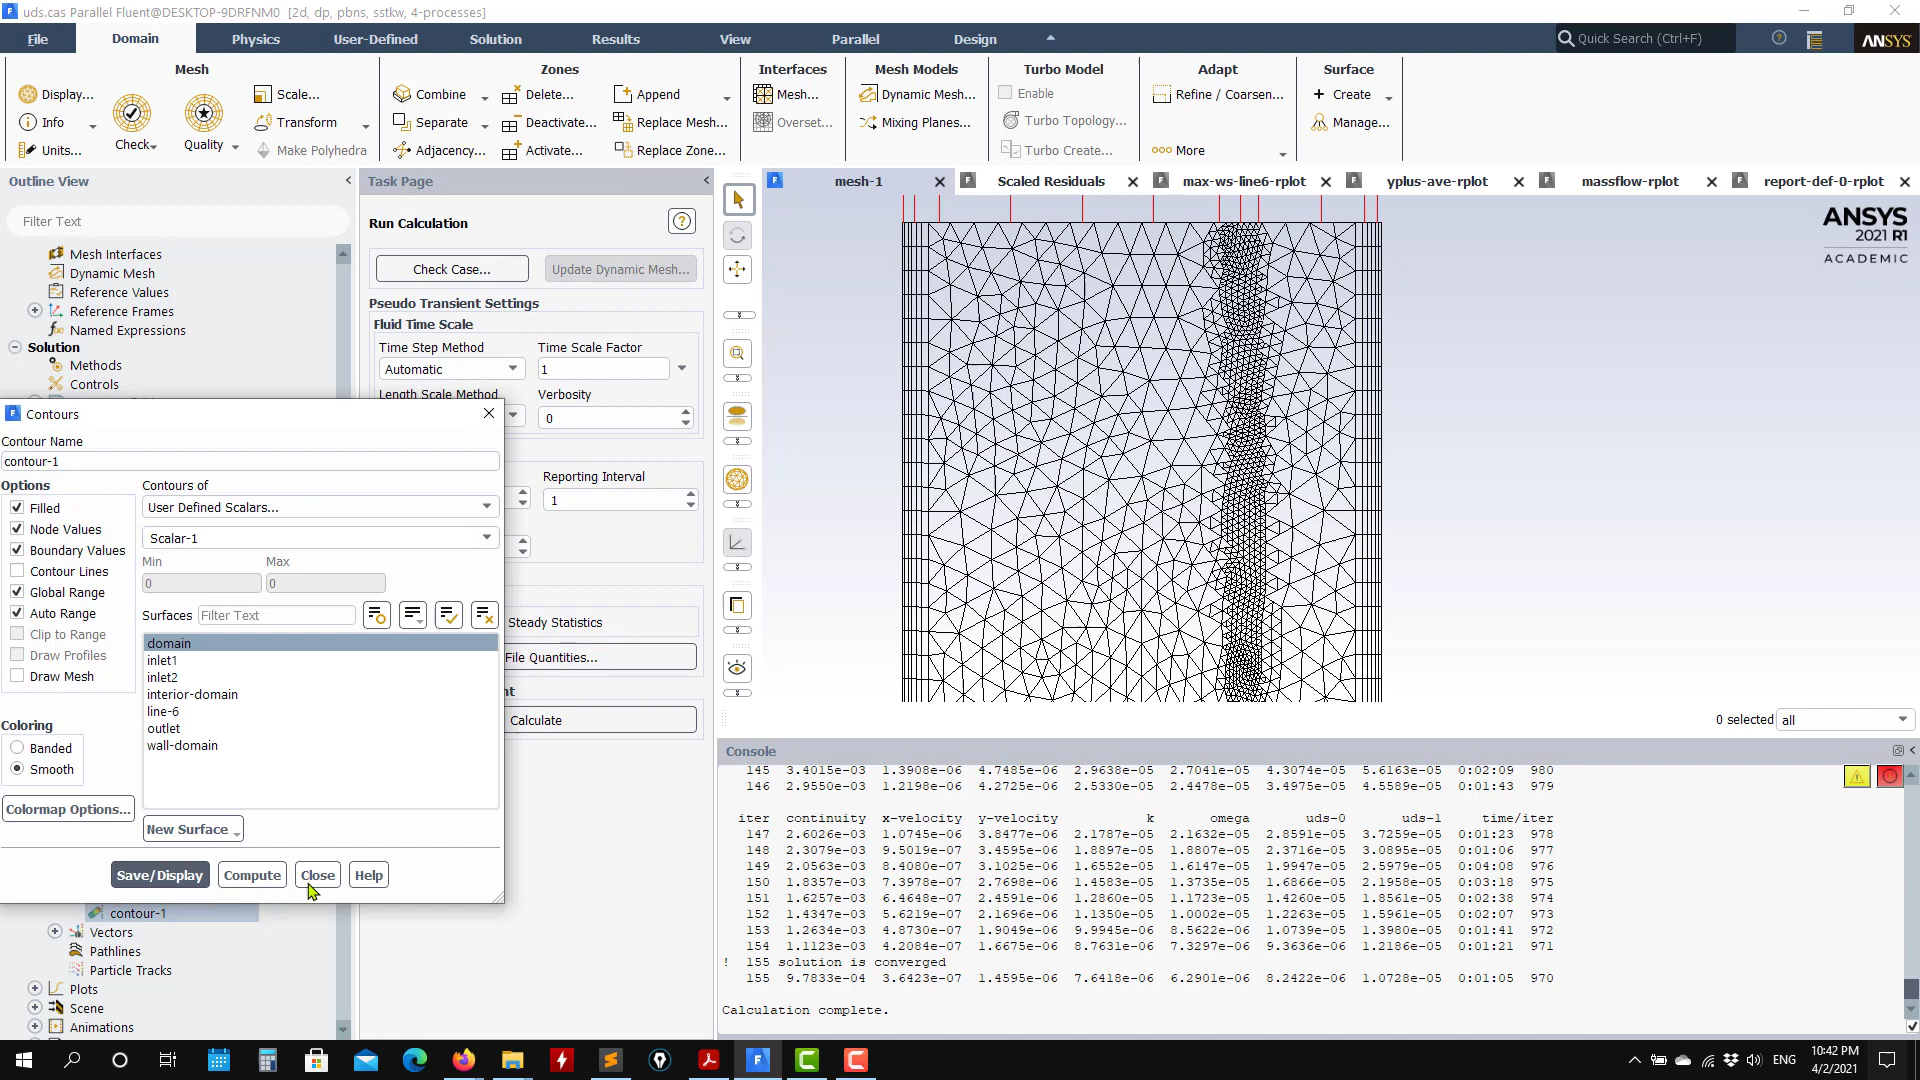 uds.cas Parallel Fluent@DESKTOP-9DRFNM0 [2d, dp, pbns, sstkw, 4-processes]
File Domain Physics User-Defined Solution Results View Parallel Design Quick Search (Ctrl+F) ANSYS
Mesh Zones Interfaces Mesh Models Turbo Model Adapt Surface
Display... Scale... Combine Delete... Append Mesh... Dynamic Mesh... Enable Refine / Coarsen... Create
Info Check Quality Transform Separate Deactivate... Replace Mesh... Overset... Mixing Planes... Turbo Topology... Manage...
Units... Make Polyhedra Adjacency... Activate... Replace Zone... Turbo Create... More
Outline View
Filter Text
Mesh Interfaces
Dynamic Mesh
Reference Values
Reference Frames
Named Expressions
Solution
Methods
Controls
Task Page
Run Calculation
Check Case... Update Dynamic Mesh...
Pseudo Transient Settings
Fluid Time Scale
Time Step Method Time Scale Factor
Automatic 1
Length Scale Method Verbosity
0
Reporting Interval
1
Steady Statistics
File Quantities...
nt
Calculate
mesh-1 Scaled Residuals max-ws-line6-rplot yplus-ave-rplot massflow-rplot report-def-0-rplot
ANSYS
2021 R1
ACADEMIC
0 selected all
Contours
Contour Name
contour-1
Options
Filled
Node Values
Boundary Values
Contour Lines
Global Range
Auto Range
Clip to Range
Draw Profiles
Draw Mesh
Coloring
Banded
Smooth
Colormap Options...
Contours of
User Defined Scalars...
Scalar-1
Min Max
0 0
Surfaces Filter Text
domain
inlet1
inlet2
interior-domain
line-6
outlet
wall-domain
New Surface
Save/Display Compute Close Help
contour-1
Vectors
Pathlines
Particle Tracks
Plots
Scene
Animations
Console
145 3.4015e-03 1.3908e-06 4.7485e-06 2.9638e-05 2.7041e-05 4.3074e-05 5.6163e-05 0:02:09 980
146 2.9550e-03 1.2198e-06 4.2725e-06 2.5330e-05 2.4478e-05 3.4975e-05 4.5589e-05 0:01:43 979
iter continuity x-velocity y-velocity k omega uds-0 uds-1 time/iter
147 2.6026e-03 1.0745e-06 3.8477e-06 2.1787e-05 2.1632e-05 2.8591e-05 3.7259e-05 0:01:23 978
148 2.3079e-03 9.5019e-07 3.4591e-06 1.8897e-05 1.8807e-05 2.3716e-05 3.0895e-05 0:01:06 977
149 2.0563e-03 8.4080e-07 3.1025e-06 1.6552e-05 1.6147e-05 1.9947e-05 2.5979e-05 0:04:08 976
150 1.8357e-03 7.3978e-07 2.7698e-06 1.4583e-05 1.3735e-05 1.6866e-05 2.1958e-05 0:03:18 975
151 1.6257e-03 6.4648e-07 2.4591e-06 1.2860e-05 1.1723e-05 1.4260e-05 1.8561e-05 0:02:38 974
152 1.4347e-03 5.6219e-07 2.1696e-06 1.1350e-05 1.0002e-05 1.2263e-05 1.5961e-05 0:02:07 973
153 1.2634e-03 4.8730e-07 1.9049e-06 9.9945e-06 8.5622e-06 1.0739e-05 1.3980e-05 0:01:41 972
154 1.1123e-03 4.2084e-07 1.6675e-06 8.7631e-06 7.3297e-06 9.3636e-06 1.2186e-05 0:01:21 971
! 155 solution is converged
155 9.7833e-04 3.6423e-07 1.4595e-06 7.6418e-06 6.2901e-06 8.2422e-06 1.0728e-05 0:01:05 970
Calculation complete.
ENG
10:42 PM
4/2/2021